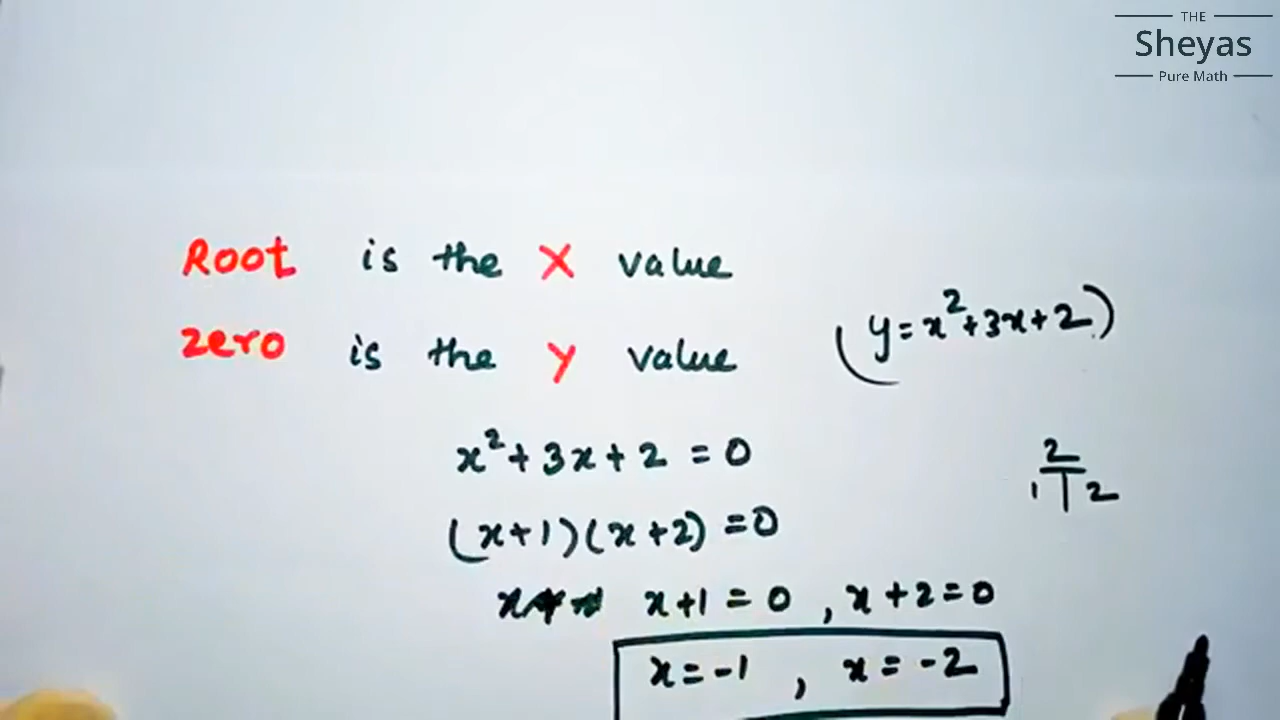 THE
Sheyas
Pure Math
Root is the X value
zero is the y value
(y = x²+3x+2)
x²+3x+2 = 0
2
1 2
(x+1)(x+2) = 0
x+1 = 0 , x+2 = 0
x = -1 , x = -2